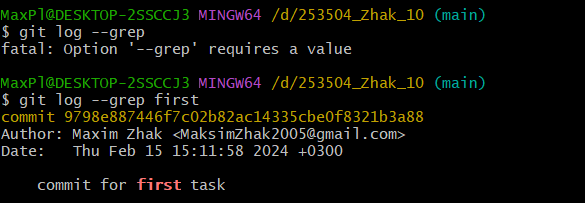 MaxPl@DESKTOP-2SSCCJ3 MINGW64 /d/253504_Zhak_10 (main)
$ git log --grep
fatal: Option '--grep' requires a value
MaxPl@DESKTOP-2SSCCJ3 MINGW64 /d/253504_Zhak_10 (main)
$ git log --grep first
commit 9798e887446f7c02b82ac14335cbe0f8321b3a88
Author: Maxim Zhak <MaksimZhak2005@gmail.com>
Date:   Thu Feb 15 15:11:58 2024 +0300
    commit for first task